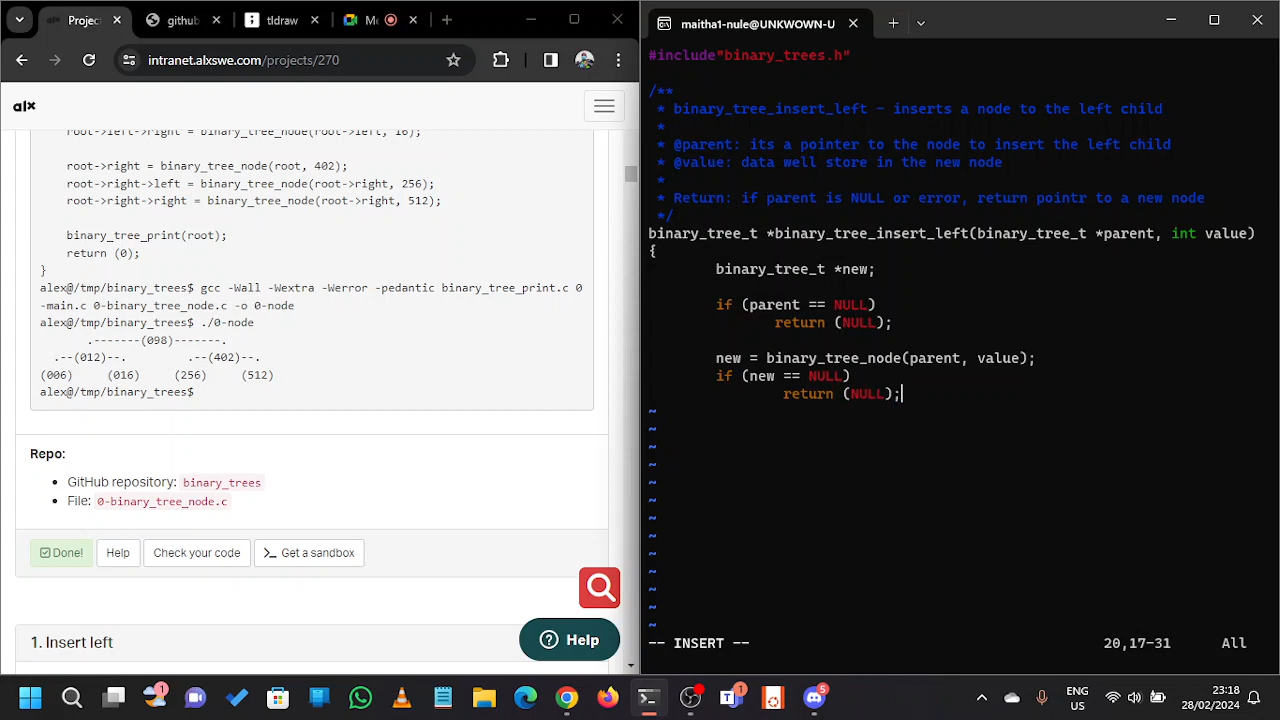 Projec
github
tdraw
Me
intranet.alxswe.com/projects/270
alx
root->left->right = binary_tree_node(root->left, 16);
root->right = binary_tree_node(root, 402);
root->right->left = binary_tree_node(root->right, 256);
root->right->right = binary_tree_node(root->right, 512);
binary_tree_print(root);
return (0);
}
alex@/tmp/binary_trees$ gcc -Wall -Wextra -Werror -pedantic binary_tree_print.c 0
-main.c 0-binary_tree_node.c -o 0-node
alex@/tmp/binary_trees$ ./0-node
.-------(098)-------.
.--(012)--. .--(402)--.
(006) (016) (256) (512)
alex@/tmp/binary_trees$
Repo:
GitHub repository: binary_trees
File: 0-binary_tree_node.c
Done! Help Check your code >_ Get a sandbox
Help
1. Insert left
maitha1-nule@UNKWOWN-U
#include"binary_trees.h"
/**
* binary_tree_insert_left - inserts a node to the left child
*
* @parent: its a pointer to the node to insert the left child
* @value: data well store in the new node
*
* Return: if parent is NULL or error, return pointr to a new node
*/
binary_tree_t *binary_tree_insert_left(binary_tree_t *parent, int value)
{
binary_tree_t *new;
if (parent == NULL)
return (NULL);
new = binary_tree_node(parent, value);
if (new == NULL)
return (NULL);
~
~
~
~
~
~
~
~
~
~
~
~
~
-- INSERT -- 20,17-31 All
1
1
5
ENG
US
23:18
28/02/2024